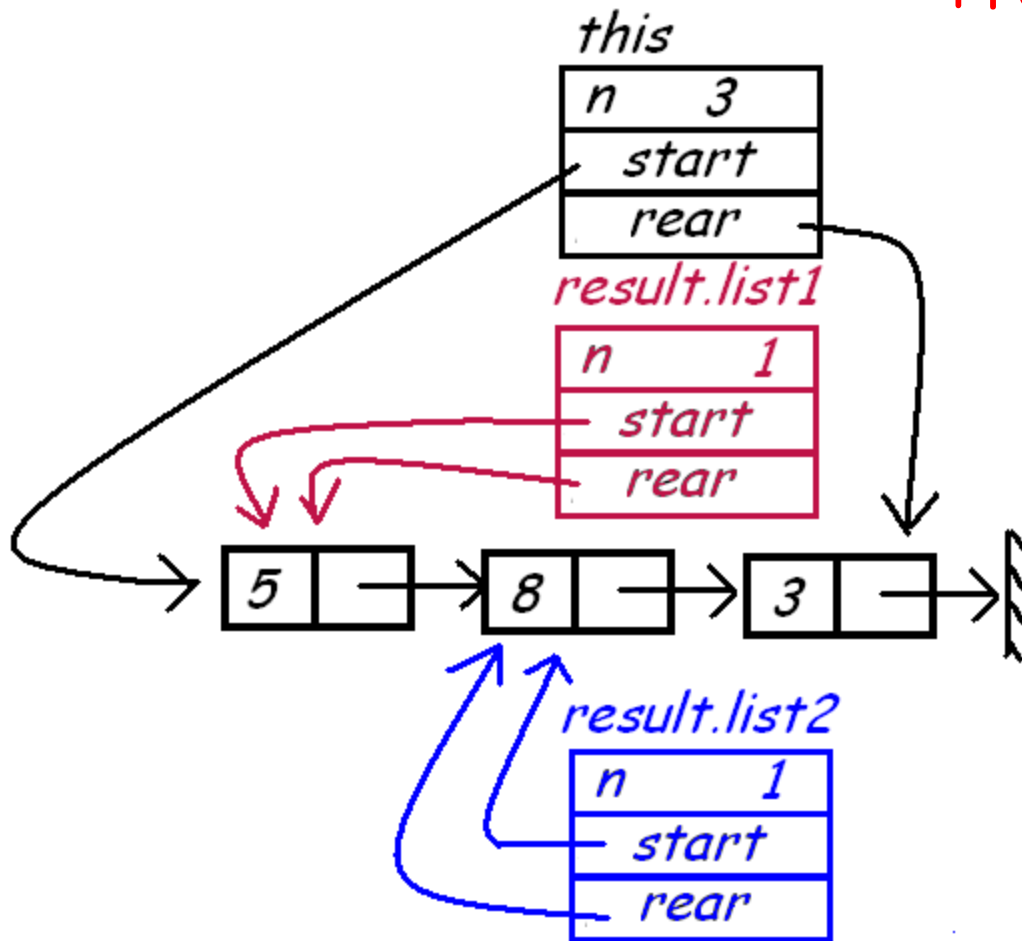 this
n 3
start
rear
result.list1
n 1
start
rear
5 8 3
result.list2
n 1
start
rear